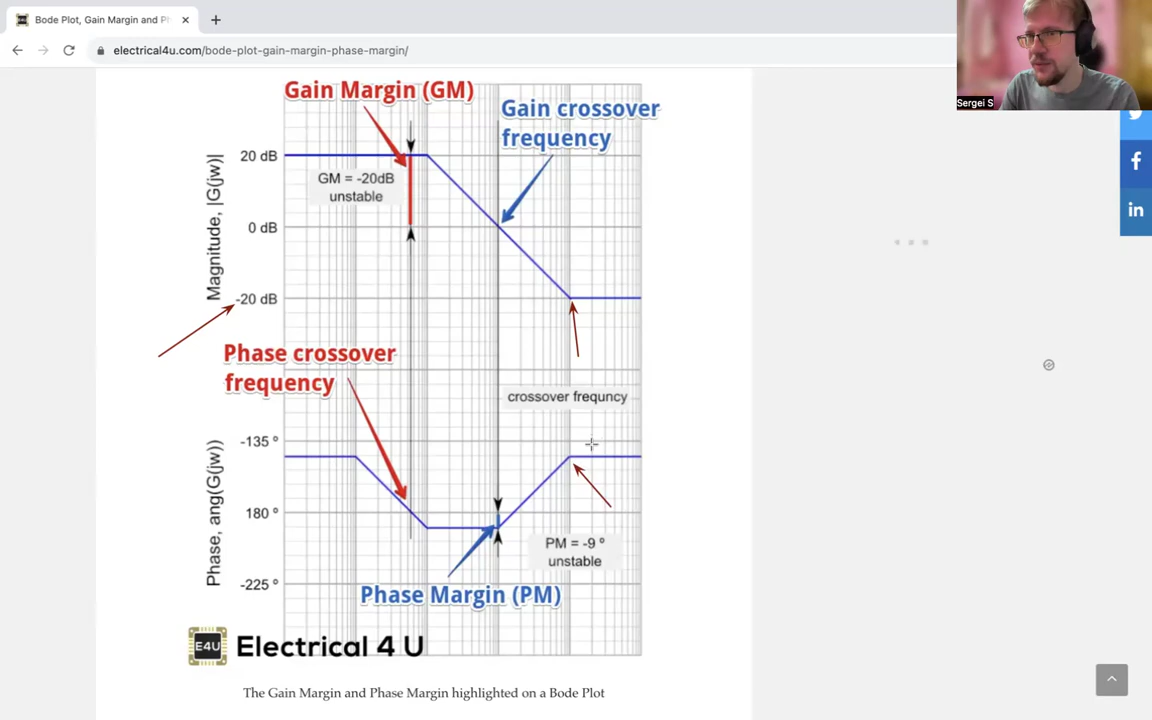 Bode Plot, Gain Margin and Ph
electrical4u.com/bode-plot-gain-margin-phase-margin/
Sergei S
Gain Margin (GM)
Gain crossover
frequency
Magnitude, |G(jw)|
20 dB
GM = -20dB
unstable
0 dB
-20 dB
Phase crossover
frequency
crossover frequncy
Phase, ang(G(jw))
-135 °
180 °
PM = -9 º
unstable
-225 °
Phase Margin (PM)
E4U
Electrical 4 U
The Gain Margin and Phase Margin highlighted on a Bode Plot
in